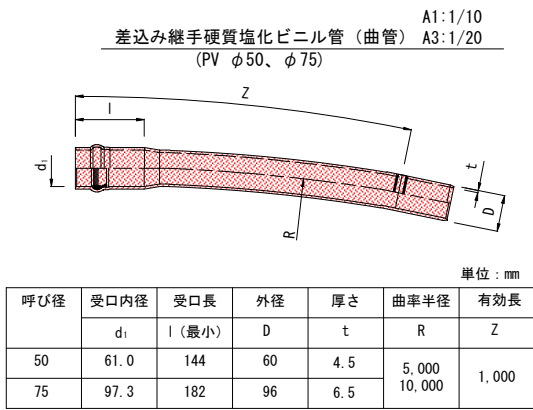 A1:1/10
差込み継手硬質塩化ビニル管（曲管） A3:1/20
(PV φ50、φ75)
Z
l
d₁
t
D
R
単位：mm
呼び径 受口内径 受口長 外径 厚さ 曲率半径 有効長
d₁ l（最小） D t R Z
50 61.0 144 60 4.5 5,000 1,000
75 97.3 182 96 6.5 10,000